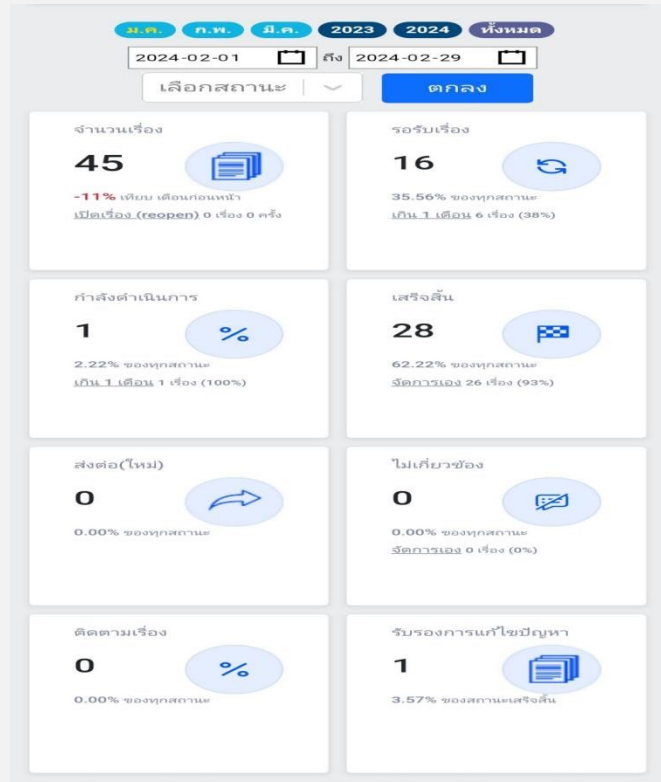 ม.ค. ก.พ. มี.ค. 2023 2024 ทั้งหมด
2024-02-01 ถึง 2024-02-29
เลือกสถานะ ตกลง
จำนวนเรื่อง
45
-11% เทียบ เดือนก่อนหน้า
เปิดเรื่อง (reopen) 0 เรื่อง 0 ครั้ง
รอรับเรื่อง
16
35.56% ของทุกสถานะ
เกิน 1 เดือน 6 เรื่อง (38%)
กำลังดำเนินการ
1
2.22% ของทุกสถานะ
เกิน 1 เดือน 1 เรื่อง (100%)
เสร็จสิ้น
28
62.22% ของทุกสถานะ
จัดการเอง 26 เรื่อง (93%)
ส่งต่อ(ใหม่)
0
0.00% ของทุกสถานะ
ไม่เกี่ยวข้อง
0
0.00% ของทุกสถานะ
จัดการเอง 0 เรื่อง (0%)
ติดตามเรื่อง
0
0.00% ของทุกสถานะ
รับรองการแก้ไขปัญหา
1
3.57% ของสถานะเสร็จสิ้น